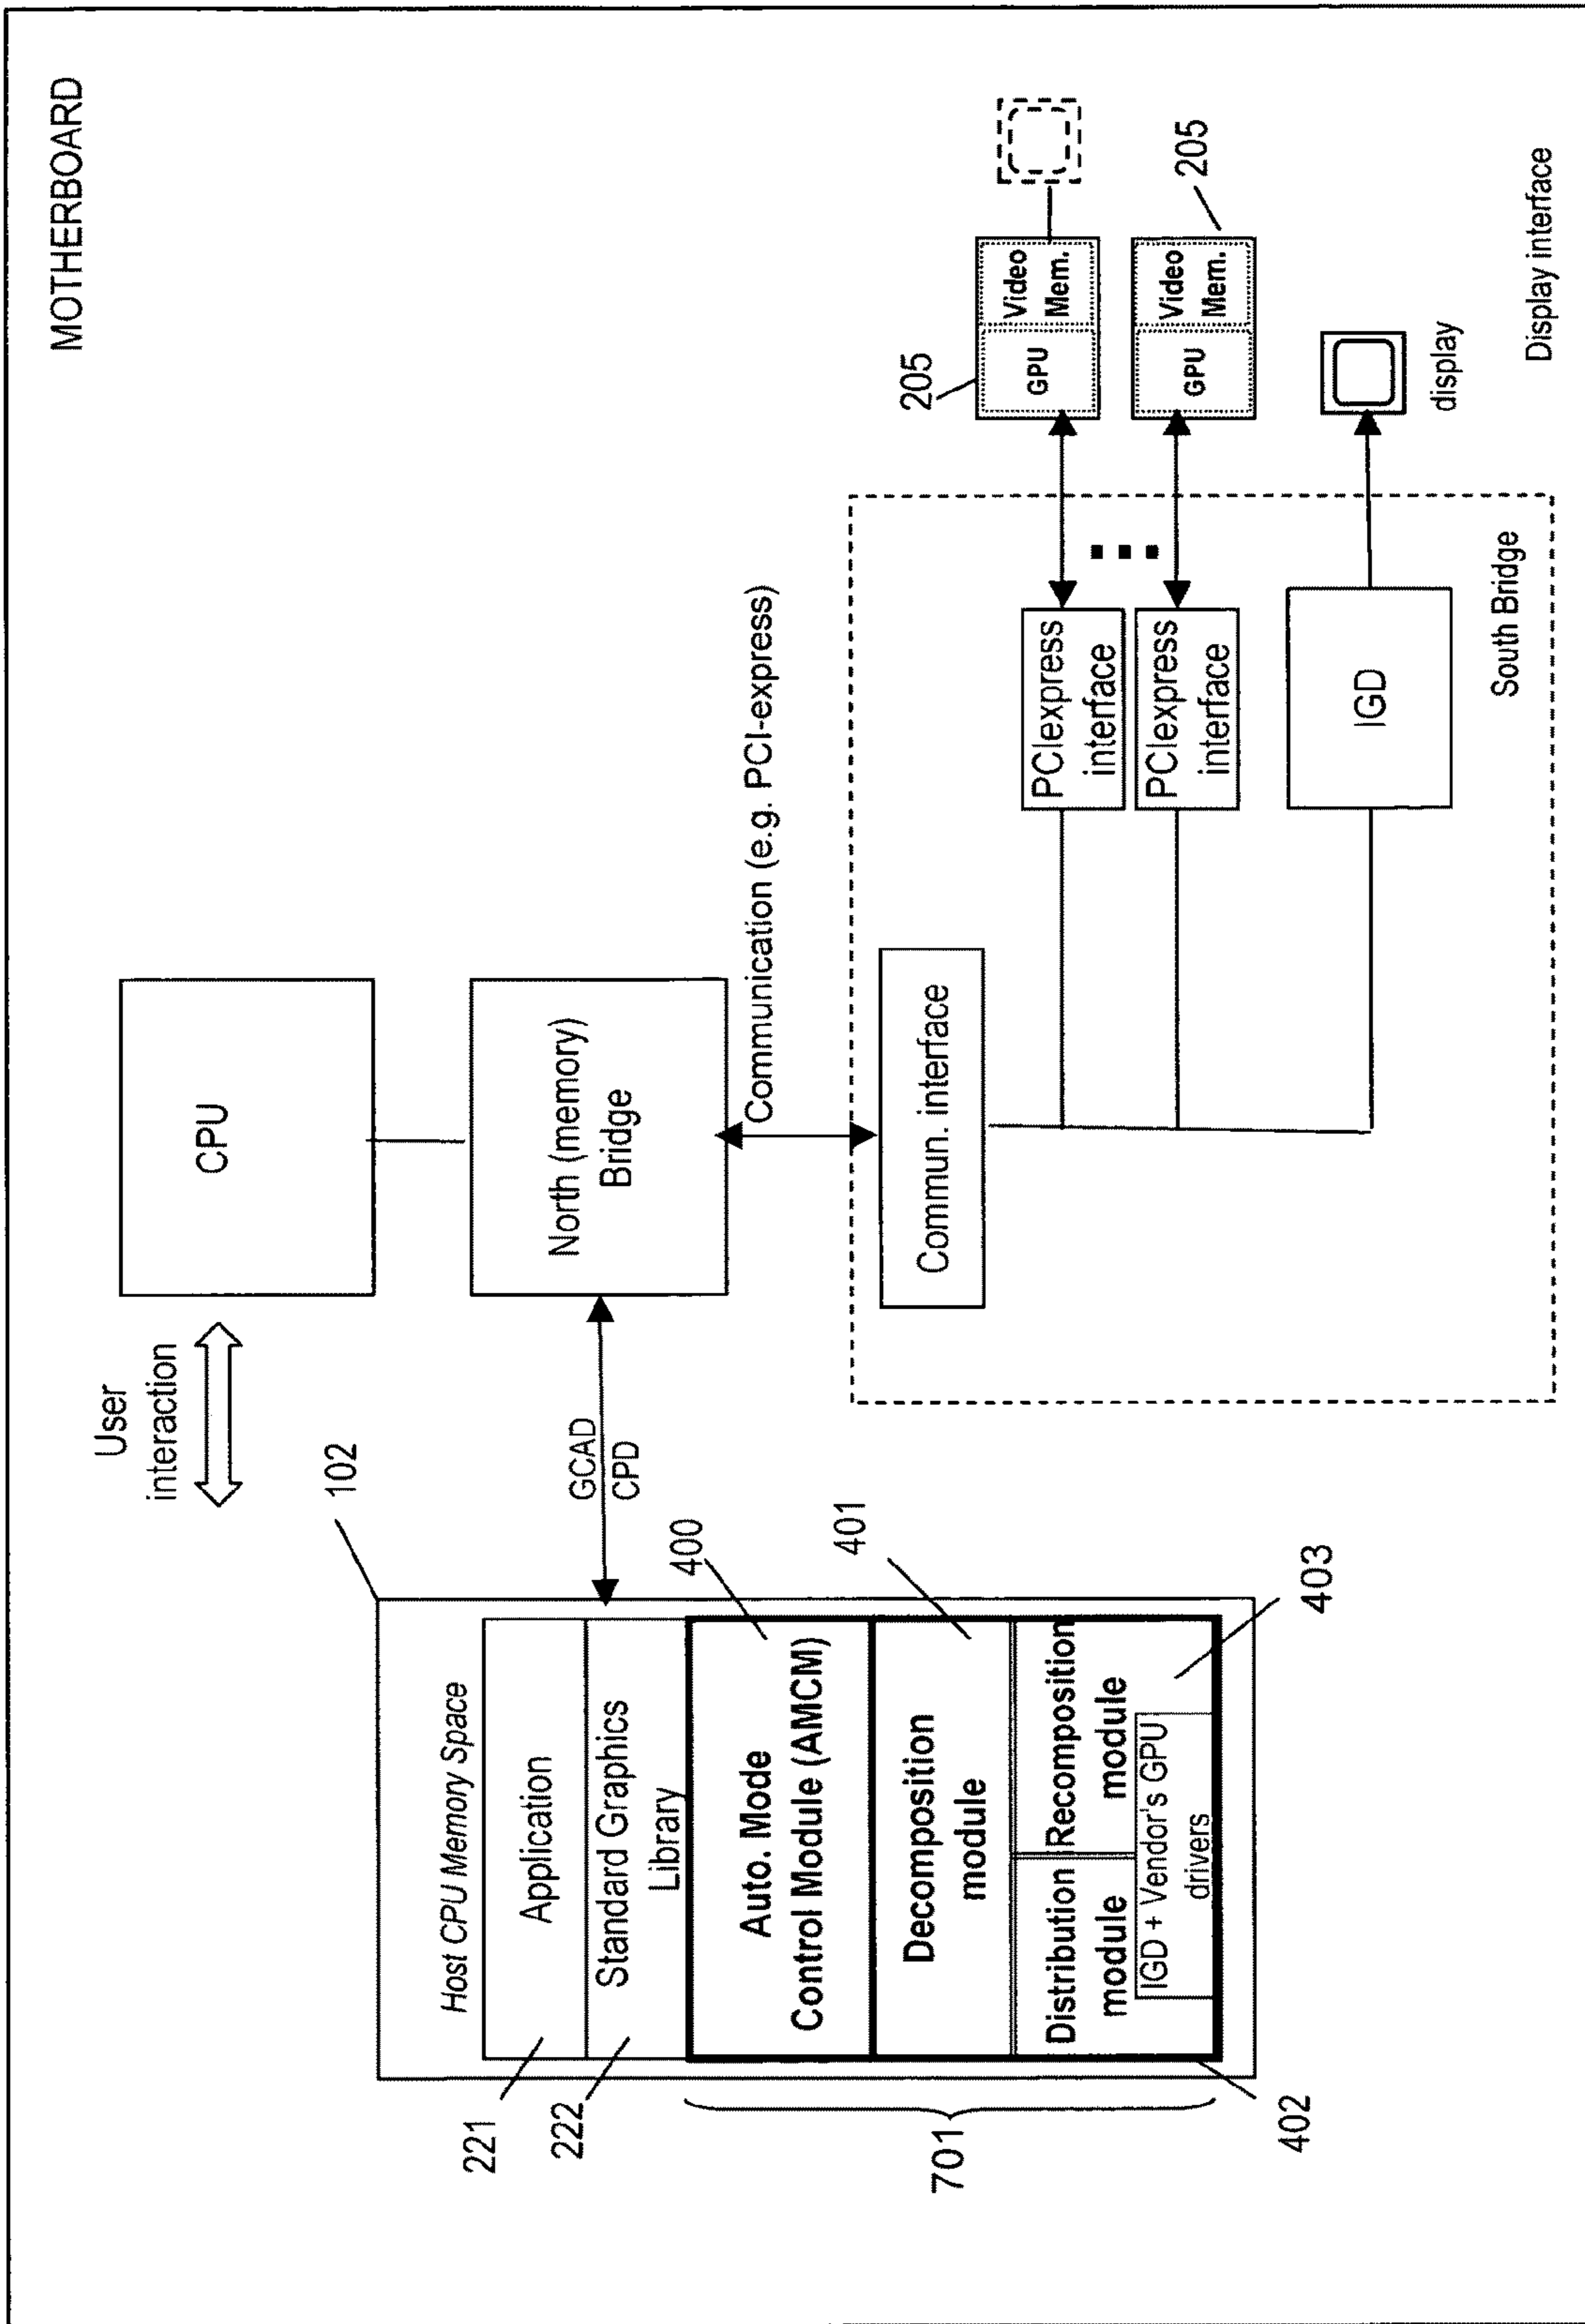 MOTHERBOARD
User
interaction
CPU
102
Host CPU Memory Space
221
Application
222
Standard Graphics
Library
GCAD
CPD
North (memory)
Bridge
400
Auto. Mode
Control Module (AMCM)
Communication (e.g. PCI-express)
701
401
Decomposition
module
Commun. interface
402
Distribution
module
Recomposition
module
403
IGD + Vendor's GPU
drivers
PCIexpress
interface
PCIexpress
interface
IGD
South Bridge
205
GPU
Video
Mem.
GPU
Video
Mem.
205
display
Display interface